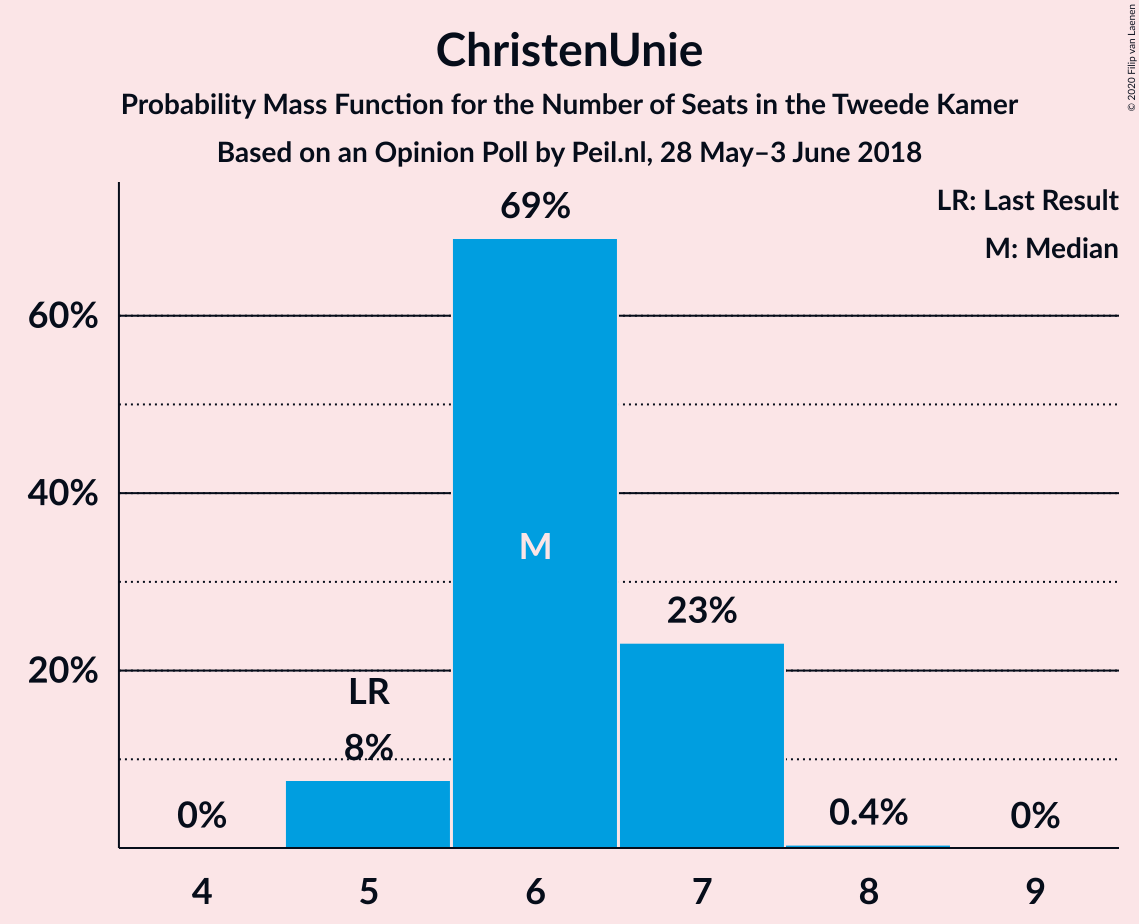 ChristenUnie
Probability Mass Function for the Number of Seats in the Tweede Kamer
Based on an Opinion Poll by Peil.nl, 28 May–3 June 2018
© 2020 Filip van Laenen
LR: Last Result
M: Median
69%
60%
40%
M
23%
20%
LR
8%
0%
0.4%
0%
4 5 6 7 8 9